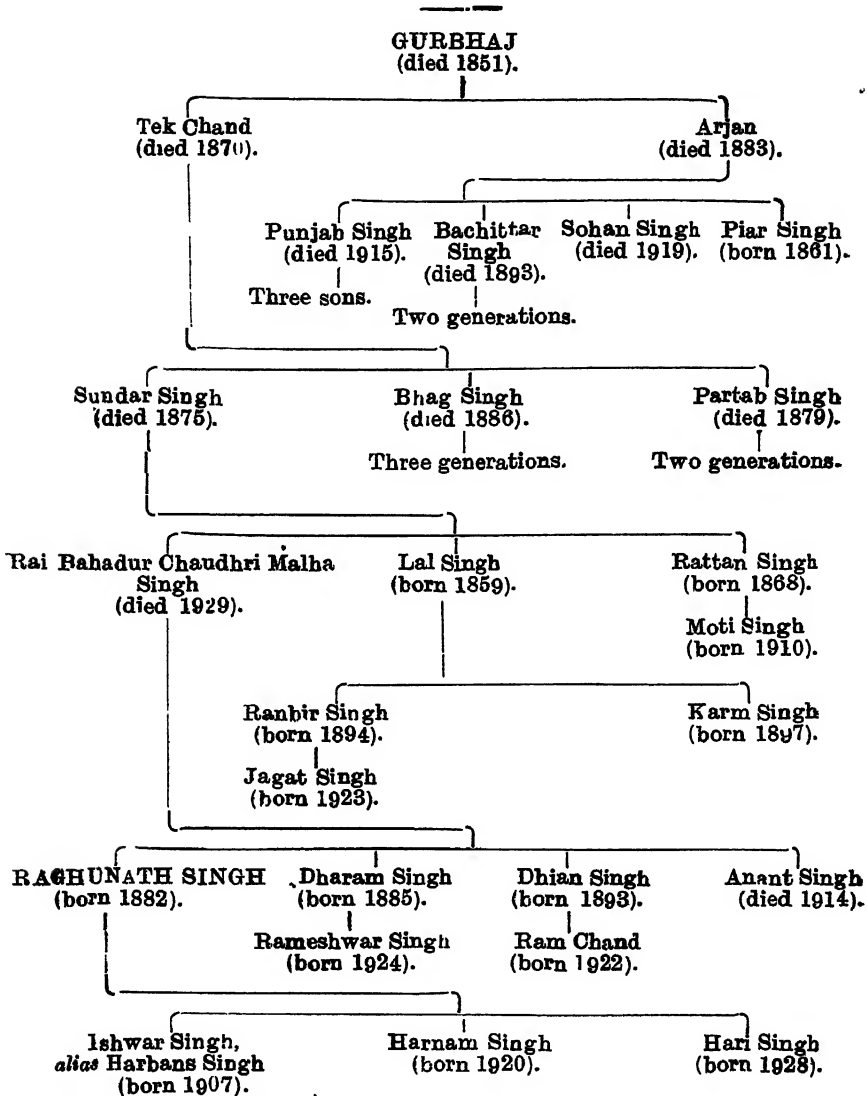 GURBHAJ
(died 1851).
Tek Chand
(died 1870).
Arjan
(died 1883).
Punjab Singh
(died 1915).
Three sons.
Bachittar
Singh
(died 1893).
Two generations.
Sohan Singh
(died 1919).
Piar Singh
(born 1861).
Sundar Singh
(died 1875).
Bhag Singh
(died 1886).
Three generations.
Partab Singh
(died 1879).
Two generations.
Rai Bahadur Chaudhri Malha
Singh
(died 1929).
Lal Singh
(born 1859).
Rattan Singh
(born 1868).
Moti Singh
(born 1910).
Ranbir Singh
(born 1894).
Jagat Singh
(born 1923).
Karm Singh
(born 1897).
RAGHUNATH SINGH
(born 1882).
Dharam Singh
(born 1885).
Rameshwar Singh
(born 1924).
Dhian Singh
(born 1893).
Ram Chand
(born 1922).
Anant Singh
(died 1914).
Ishwar Singh,
alias Harbans Singh
(born 1907).
Harnam Singh
(born 1920).
Hari Singh
(born 1928).